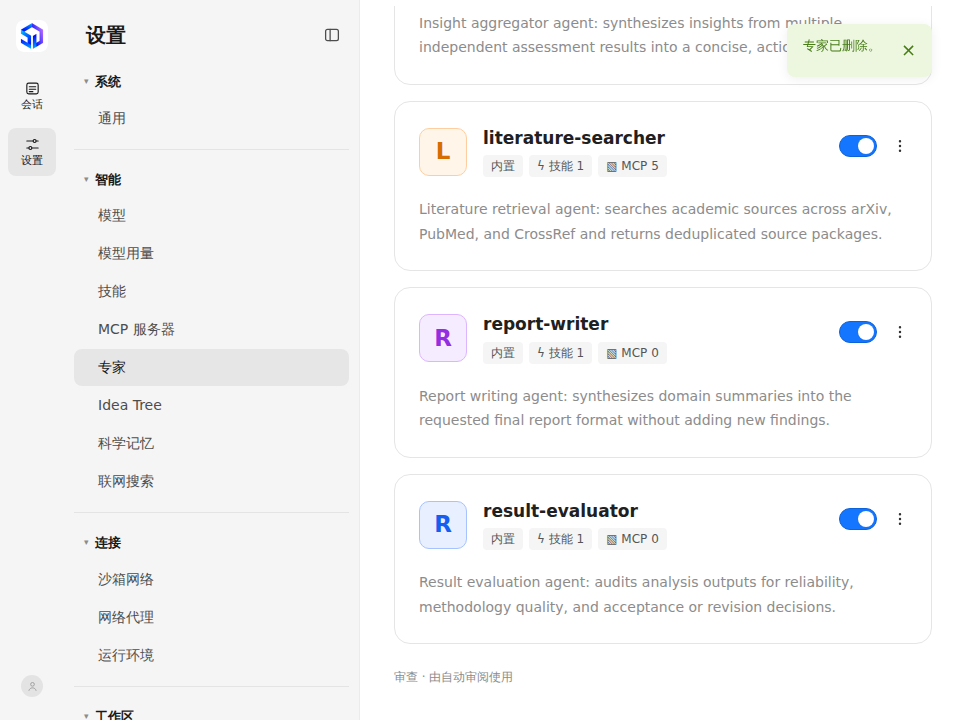 设置
会话
设置
系统
通用
智能
模型
模型用量
技能
MCP 服务器
专家
Idea Tree
科学记忆
联网搜索
连接
沙箱网络
网络代理
运行环境
工作区
Insight aggregator agent: synthesizes insights from multiple
independent assessment results into a concise,
专家已删除。
L
literature-searcher
内置 技能 1 MCP 5
Literature retrieval agent: searches academic sources across arXiv,
PubMed, and CrossRef and returns deduplicated source packages.
R
report-writer
内置 技能 1 MCP 0
Report writing agent: synthesizes domain summaries into the
requested final report format without adding new findings.
R
result-evaluator
内置 技能 1 MCP 0
Result evaluation agent: audits analysis outputs for reliability,
methodology quality, and acceptance or revision decisions.
审查 · 由自动审阅使用